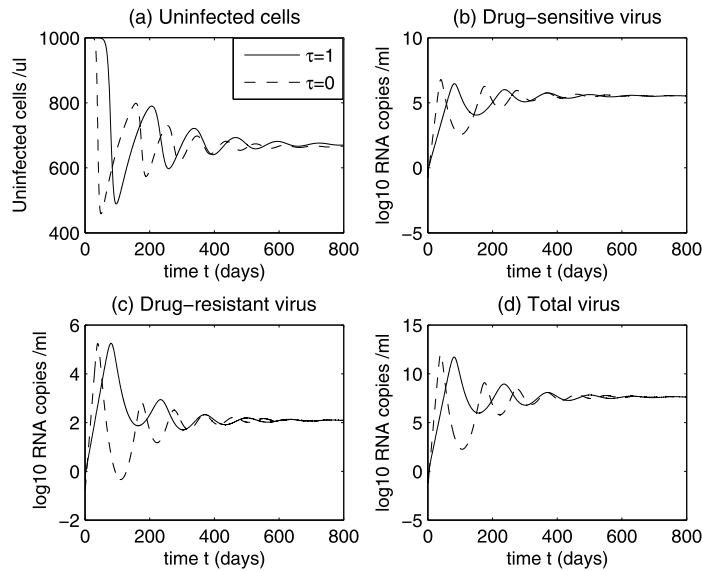 (a) Uninfected cells
Uninfected cells /ul
1000
800
600
400
τ=1
τ=0
0 200 400 600 800
time t (days)
(b) Drug−sensitive virus
log10 RNA copies /ml
10
5
0
−5
0 200 400 600 800
time t (days)
(c) Drug−resistant virus
log10 RNA copies /ml
6
4
2
0
−2
0 200 400 600 800
time t (days)
(d) Total virus
log10 RNA copies /ml
15
10
5
0
−5
0 200 400 600 800
time t (days)